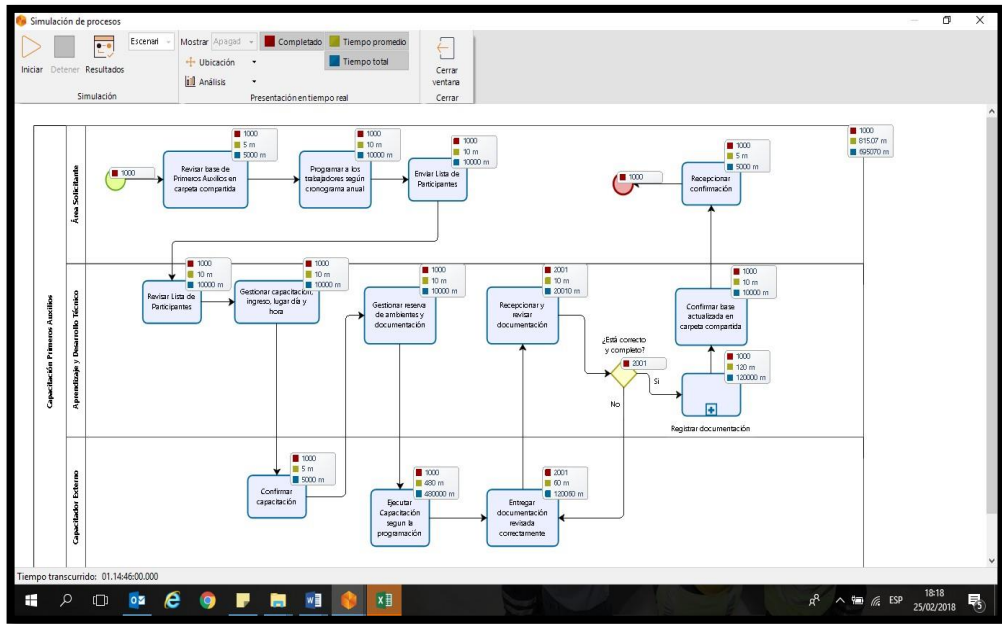 Simulación de procesos
Iniciar
Detener
Resultados
Escenari
Simulación
Mostrar
Apagad
Completado
Tiempo promedio
Ubicación
Tiempo total
Análisis
Presentación en tiempo real
Cerrar
ventana
Cerrar
Capacitación Primeros Auxilios
Área Solicitante
1000
Revisar base de
Primeros Auxilios en
carpeta compartida
1000
5 m
5000 m
Programar a los
trabajadores según
cronograma anual
1000
10 m
10000 m
Enviar Lista de
Participantes
1000
10 m
10000 m
1000
Recepcionar
confirmación
1000
5 m
5000 m
1000
815.07 m
695070 m
Aprendizaje y Desarrollo Técnico
Revisar Lista de
Participantes
1000
10 m
10000 m
Gestionar capacitación,
ingreso, lugar día y
hora
1000
10 m
10000 m
Gestionar reserva
de ambientes y
documentación
1000
10 m
10000 m
Recepcionar y
revisar
documentación
2001
10 m
20010 m
¿Está correcto
y completo?
2001
Si
No
Confirmar base
actualizada en
carpeta compartida
1000
10 m
10000 m
1000
120 m
120000 m
Registrar documentación
Capacitador Externo
Confirmar
capacitación
1000
5 m
5000 m
Ejecutar
Capacitación
segun la
programación
1000
480 m
480000 m
Entregar
documentación
revisada
correctamente
2001
60 m
120060 m
Tiempo transcurrido: 01.14:46:00.000
ESP
18:18
25/02/2018
5